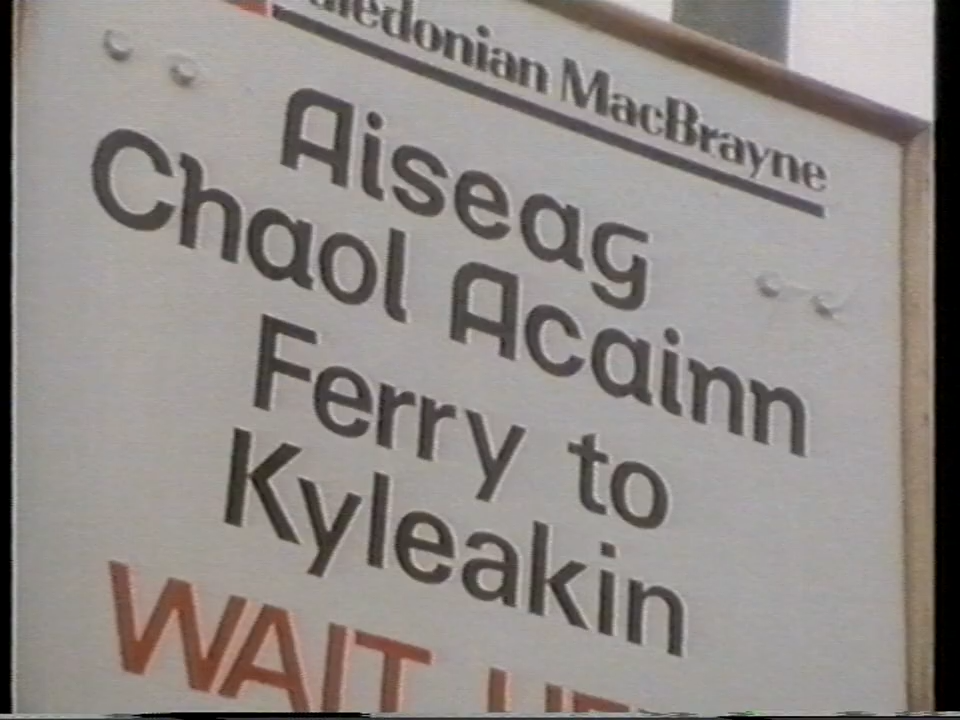 Caledonian MacBrayne
Aiseag
Chaol Acainn
Ferry to
Kyleakin
WAIT